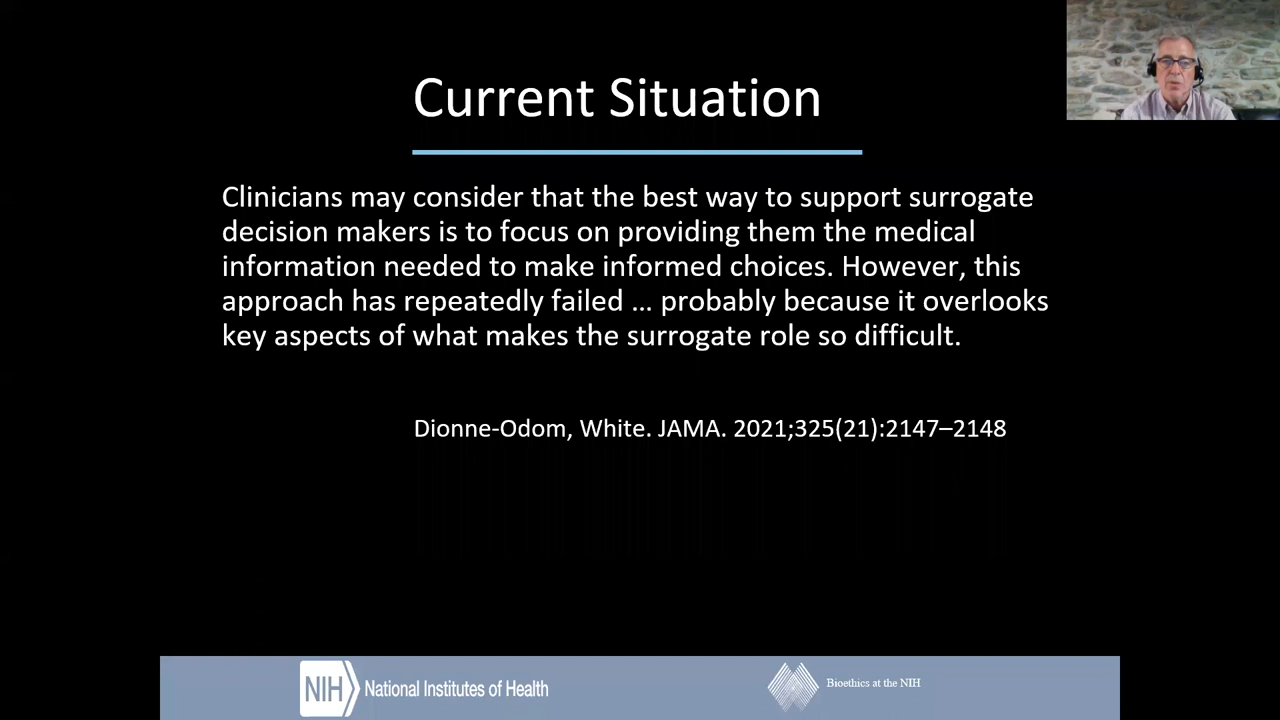 Current Situation
Clinicians may consider that the best way to support surrogate
decision makers is to focus on providing them the medical
information needed to make informed choices. However, this
approach has repeatedly failed … probably because it overlooks
key aspects of what makes the surrogate role so difficult.
Dionne-Odom, White. JAMA. 2021;325(21):2147–2148
NIH National Institutes of Health
Bioethics at the NIH